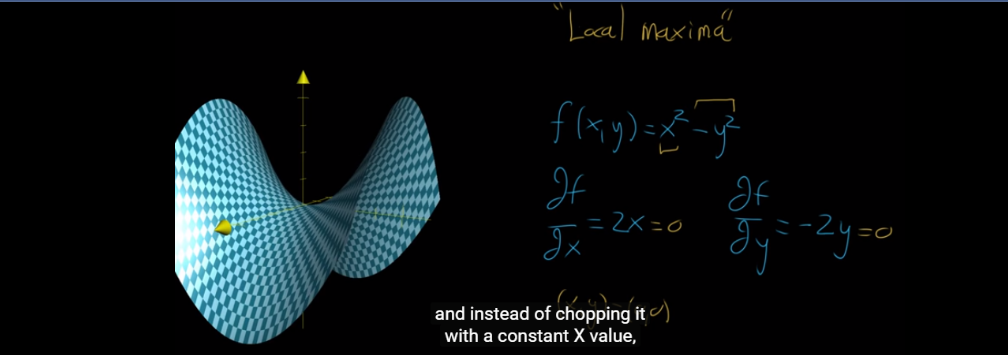 "Local maxima"
f(x,y)=x²-y²
∂f/∂x = 2x=0 ∂f/∂y = -2y=0
and instead of chopping it
with a constant X value,